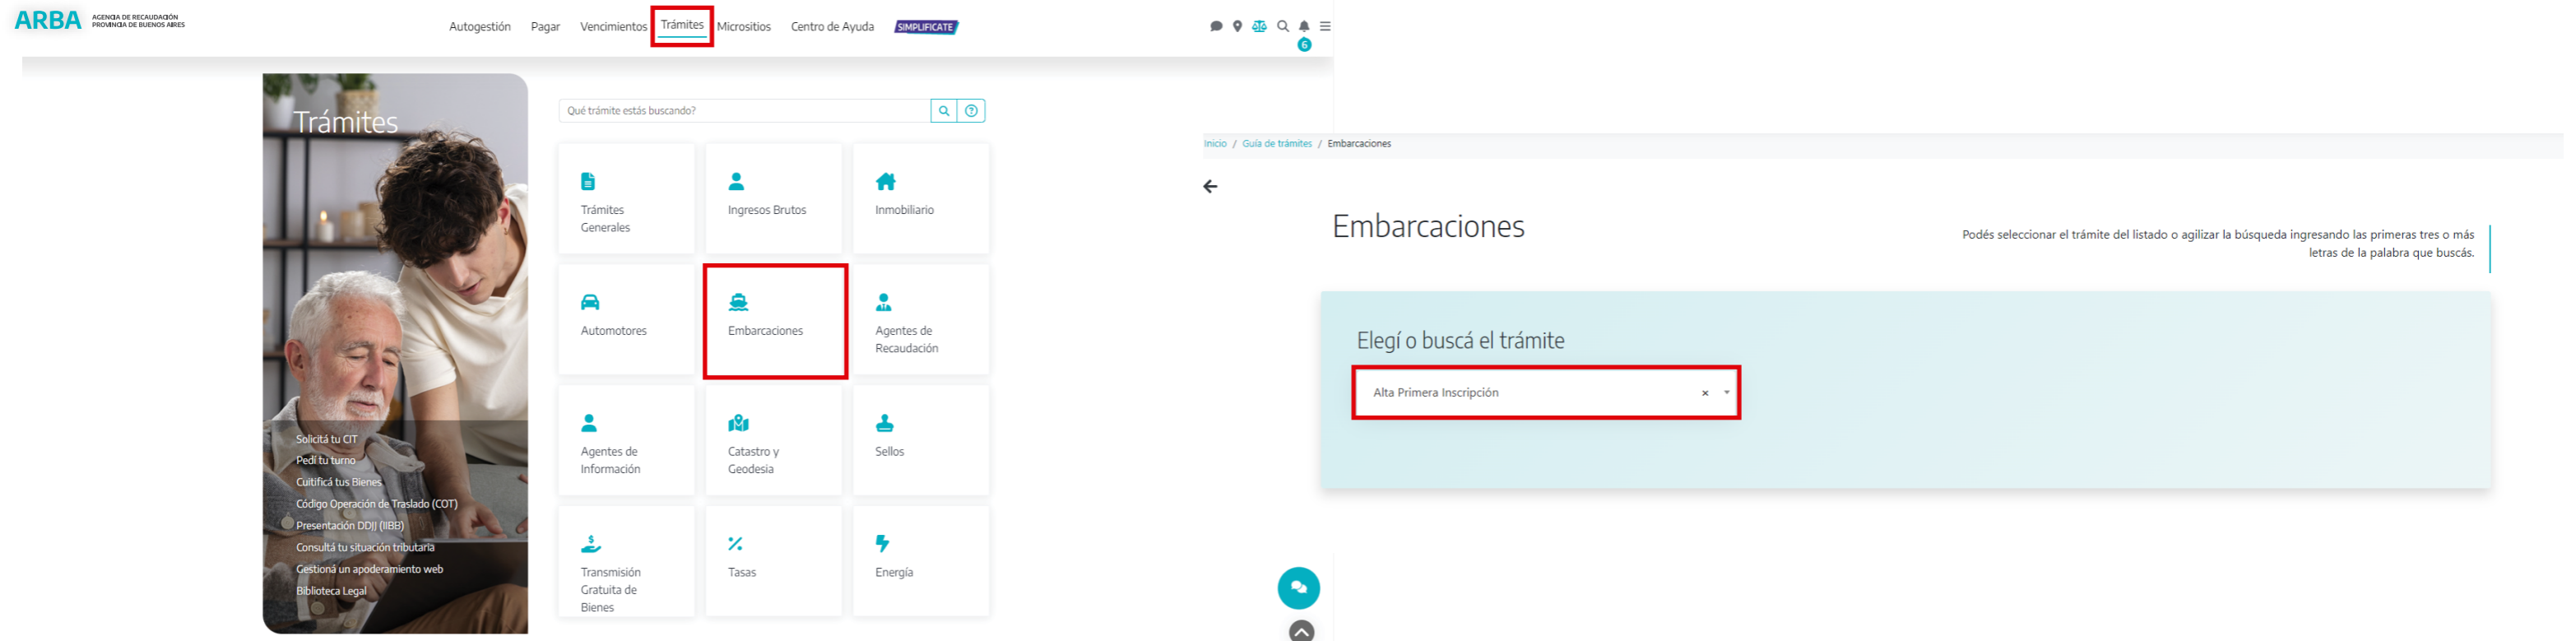 ARBA
AGENCIA DE RECAUDACIÓN
PROVINCIA DE BUENOS AIRES
Autogestión
Pagar
Vencimientos
Trámites
Micrositios
Centro de Ayuda
SIMPLIFICATE
6
Trámites
Solicitá tu CIT
Pedí tu turno
Cuitificá tus Bienes
Código Operación de Traslado (COT)
Presentación DDJJ (IIBB)
Consultá tu situación tributaria
Gestioná un apoderamiento web
Biblioteca Legal
Qué trámite estás buscando?
Trámites
Generales
Ingresos Brutos
Inmobiliario
Automotores
Embarcaciones
Agentes de
Recaudación
Agentes de
Información
Catastro y
Geodesia
Sellos
Transmisión
Gratuita de
Bienes
Tasas
Energía
Inicio / Guía de trámites / Embarcaciones
Embarcaciones
Podés seleccionar el trámite del listado o agilizar la búsqueda ingresando las primeras tres o más
letras de la palabra que buscás.
Elegí o buscá el trámite
Alta Primera Inscripción